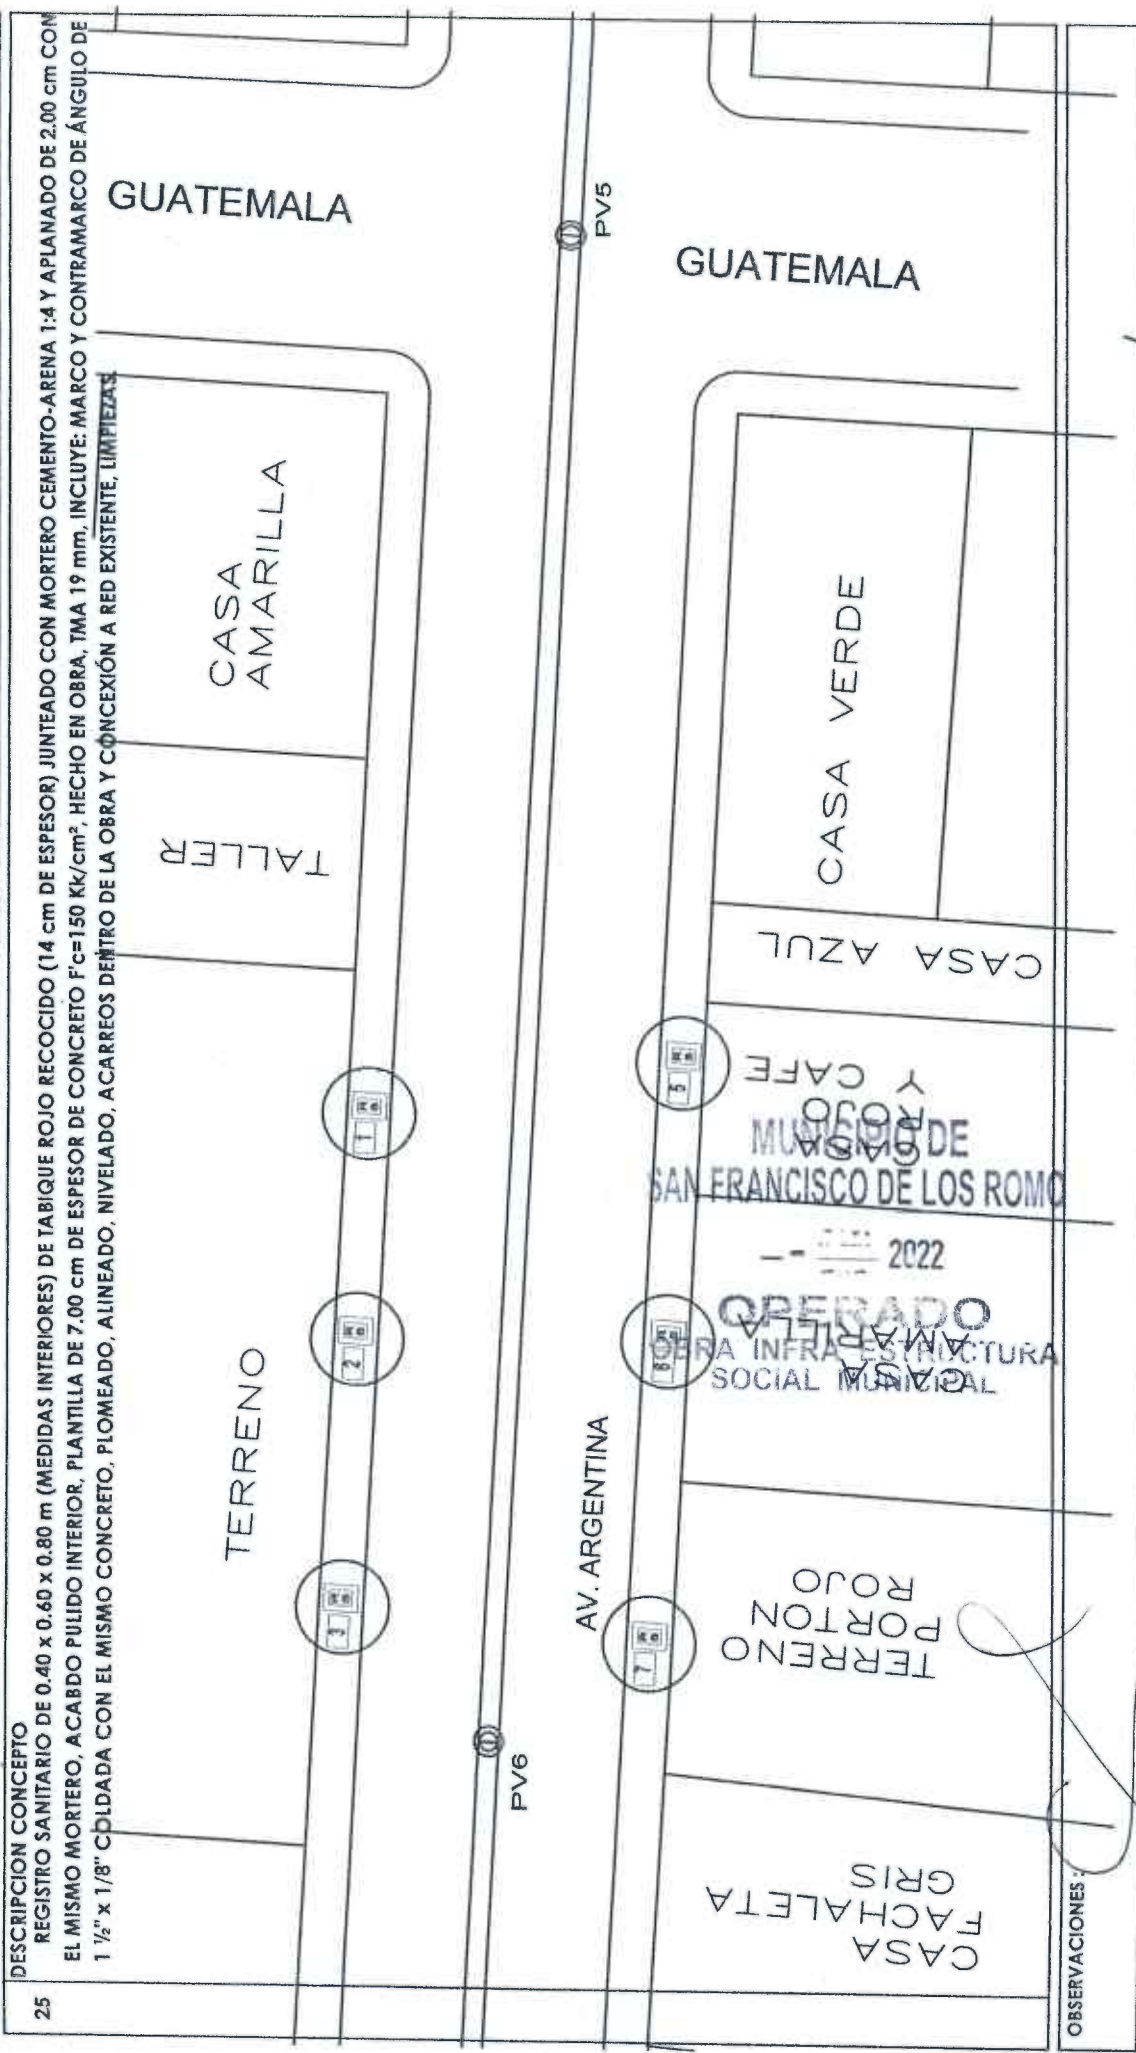 DESCRIPCION CONCEPTO
25
REGISTRO SANITARIO DE 0.40 x 0.60 x 0.80 m (MEDIDAS INTERIORES) DE TABIQUE ROJO RECOCIDO (14 cm DE ESPESOR) JUNTEADO CON MORTERO CEMENTO-ARENA 1:4 Y APLANADO DE 2.00 cm CON
EL MISMO MORTERO, ACABDO PULIDO INTERIOR, PLANTILLA DE 7.00 cm DE ESPESOR DE CONCRETO F'c=150 Kk/cm², HECHO EN OBRA, TMA 19 mm, INCLUYE: MARCO Y CONTRAMARCO DE ÁNGULO DE
1 ½" x 1/8" COLDADA CON EL MISMO CONCRETO, PLOMEADO, ALINEADO, NIVELADO, ACARREOS DENTRO DE LA OBRA Y CONCEXIÓN A RED EXISTENTE, LIMPIEZAS.
GUATEMALA
CASA
AMARILLA
TALLER
TERRENO
1
2
3
PV5
PV6
AV. ARGENTINA
GUATEMALA
5
6
7
CASA VERDE
CASA AZUL
CASA
ROJO
Y CAFE
CASA
AMARILLA
TERRENO
PORTON
ROJO
CASA
FACHALETA
GRIS
MUNICIPIO DE
SAN FRANCISCO DE LOS ROMO
2022
OPERADO
OBRA INFRAESTRUCTURA
SOCIAL MUNICIPAL
OBSERVACIONES: